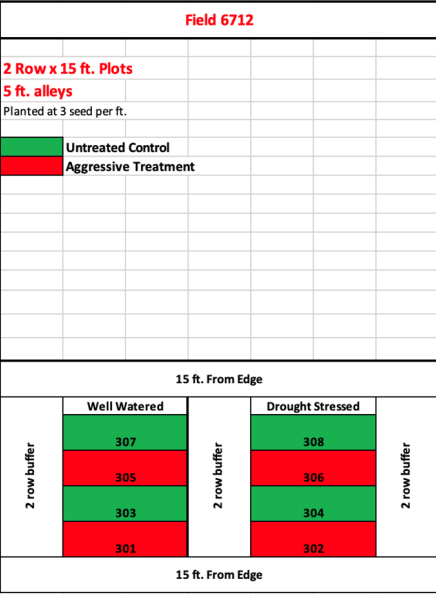 Field 6712
2 Row x 15 ft. Plots
5 ft. alleys
Planted at 3 seed per ft.
Untreated Control
Aggressive Treatment
15 ft. From Edge
Well Watered
Drought Stressed
2 row buffer
307
305
303
301
2 row buffer
308
306
304
302
2 row buffer
15 ft. From Edge